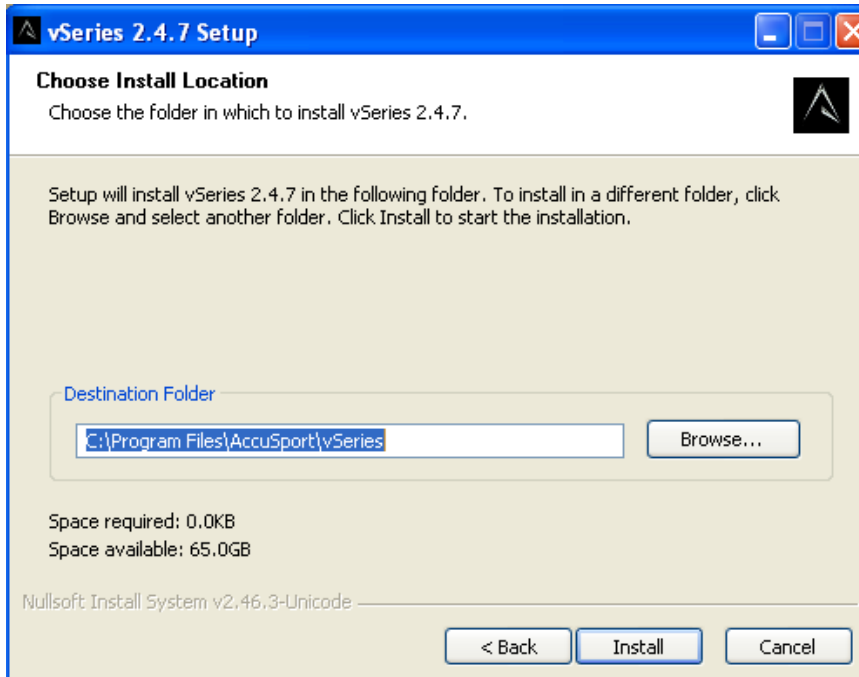 vSeries 2.4.7 Setup
Choose Install Location
Choose the folder in which to install vSeries 2.4.7.
Setup will install vSeries 2.4.7 in the following folder. To install in a different folder, click
Browse and select another folder. Click Install to start the installation.
Destination Folder
C:\Program Files\AccuSport\vSeries
Browse...
Space required: 0.0KB
Space available: 65.0GB
Nullsoft Install System v2.46.3-Unicode
< Back
Install
Cancel